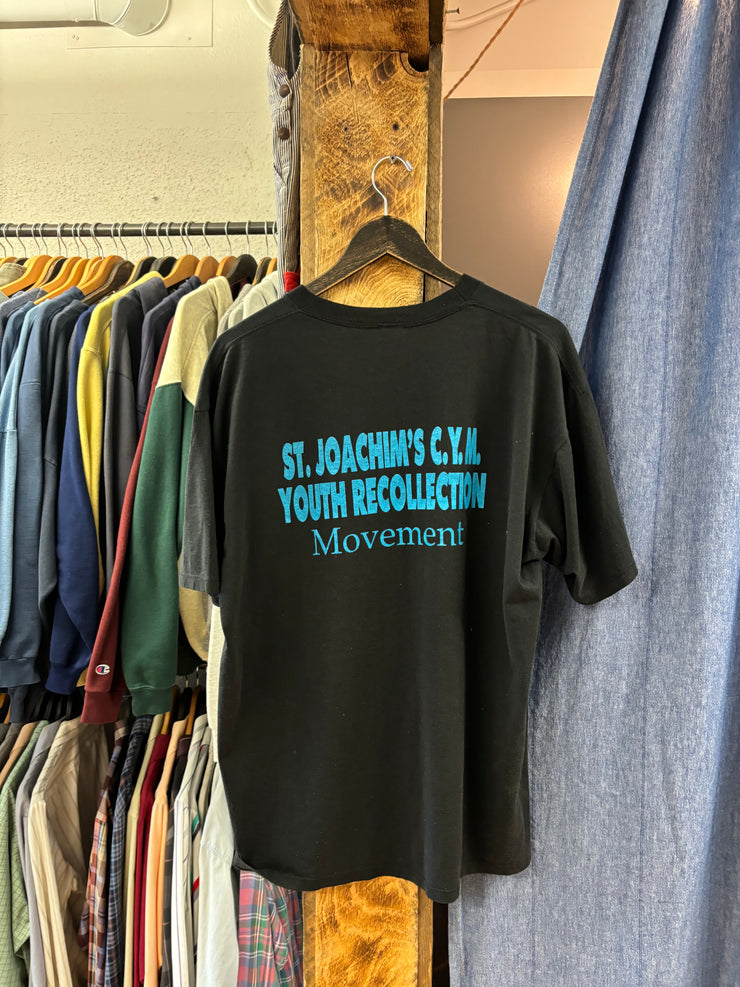 ST. JOACHIM'S C.Y.M.
YOUTH RECOLLECTION
Movement